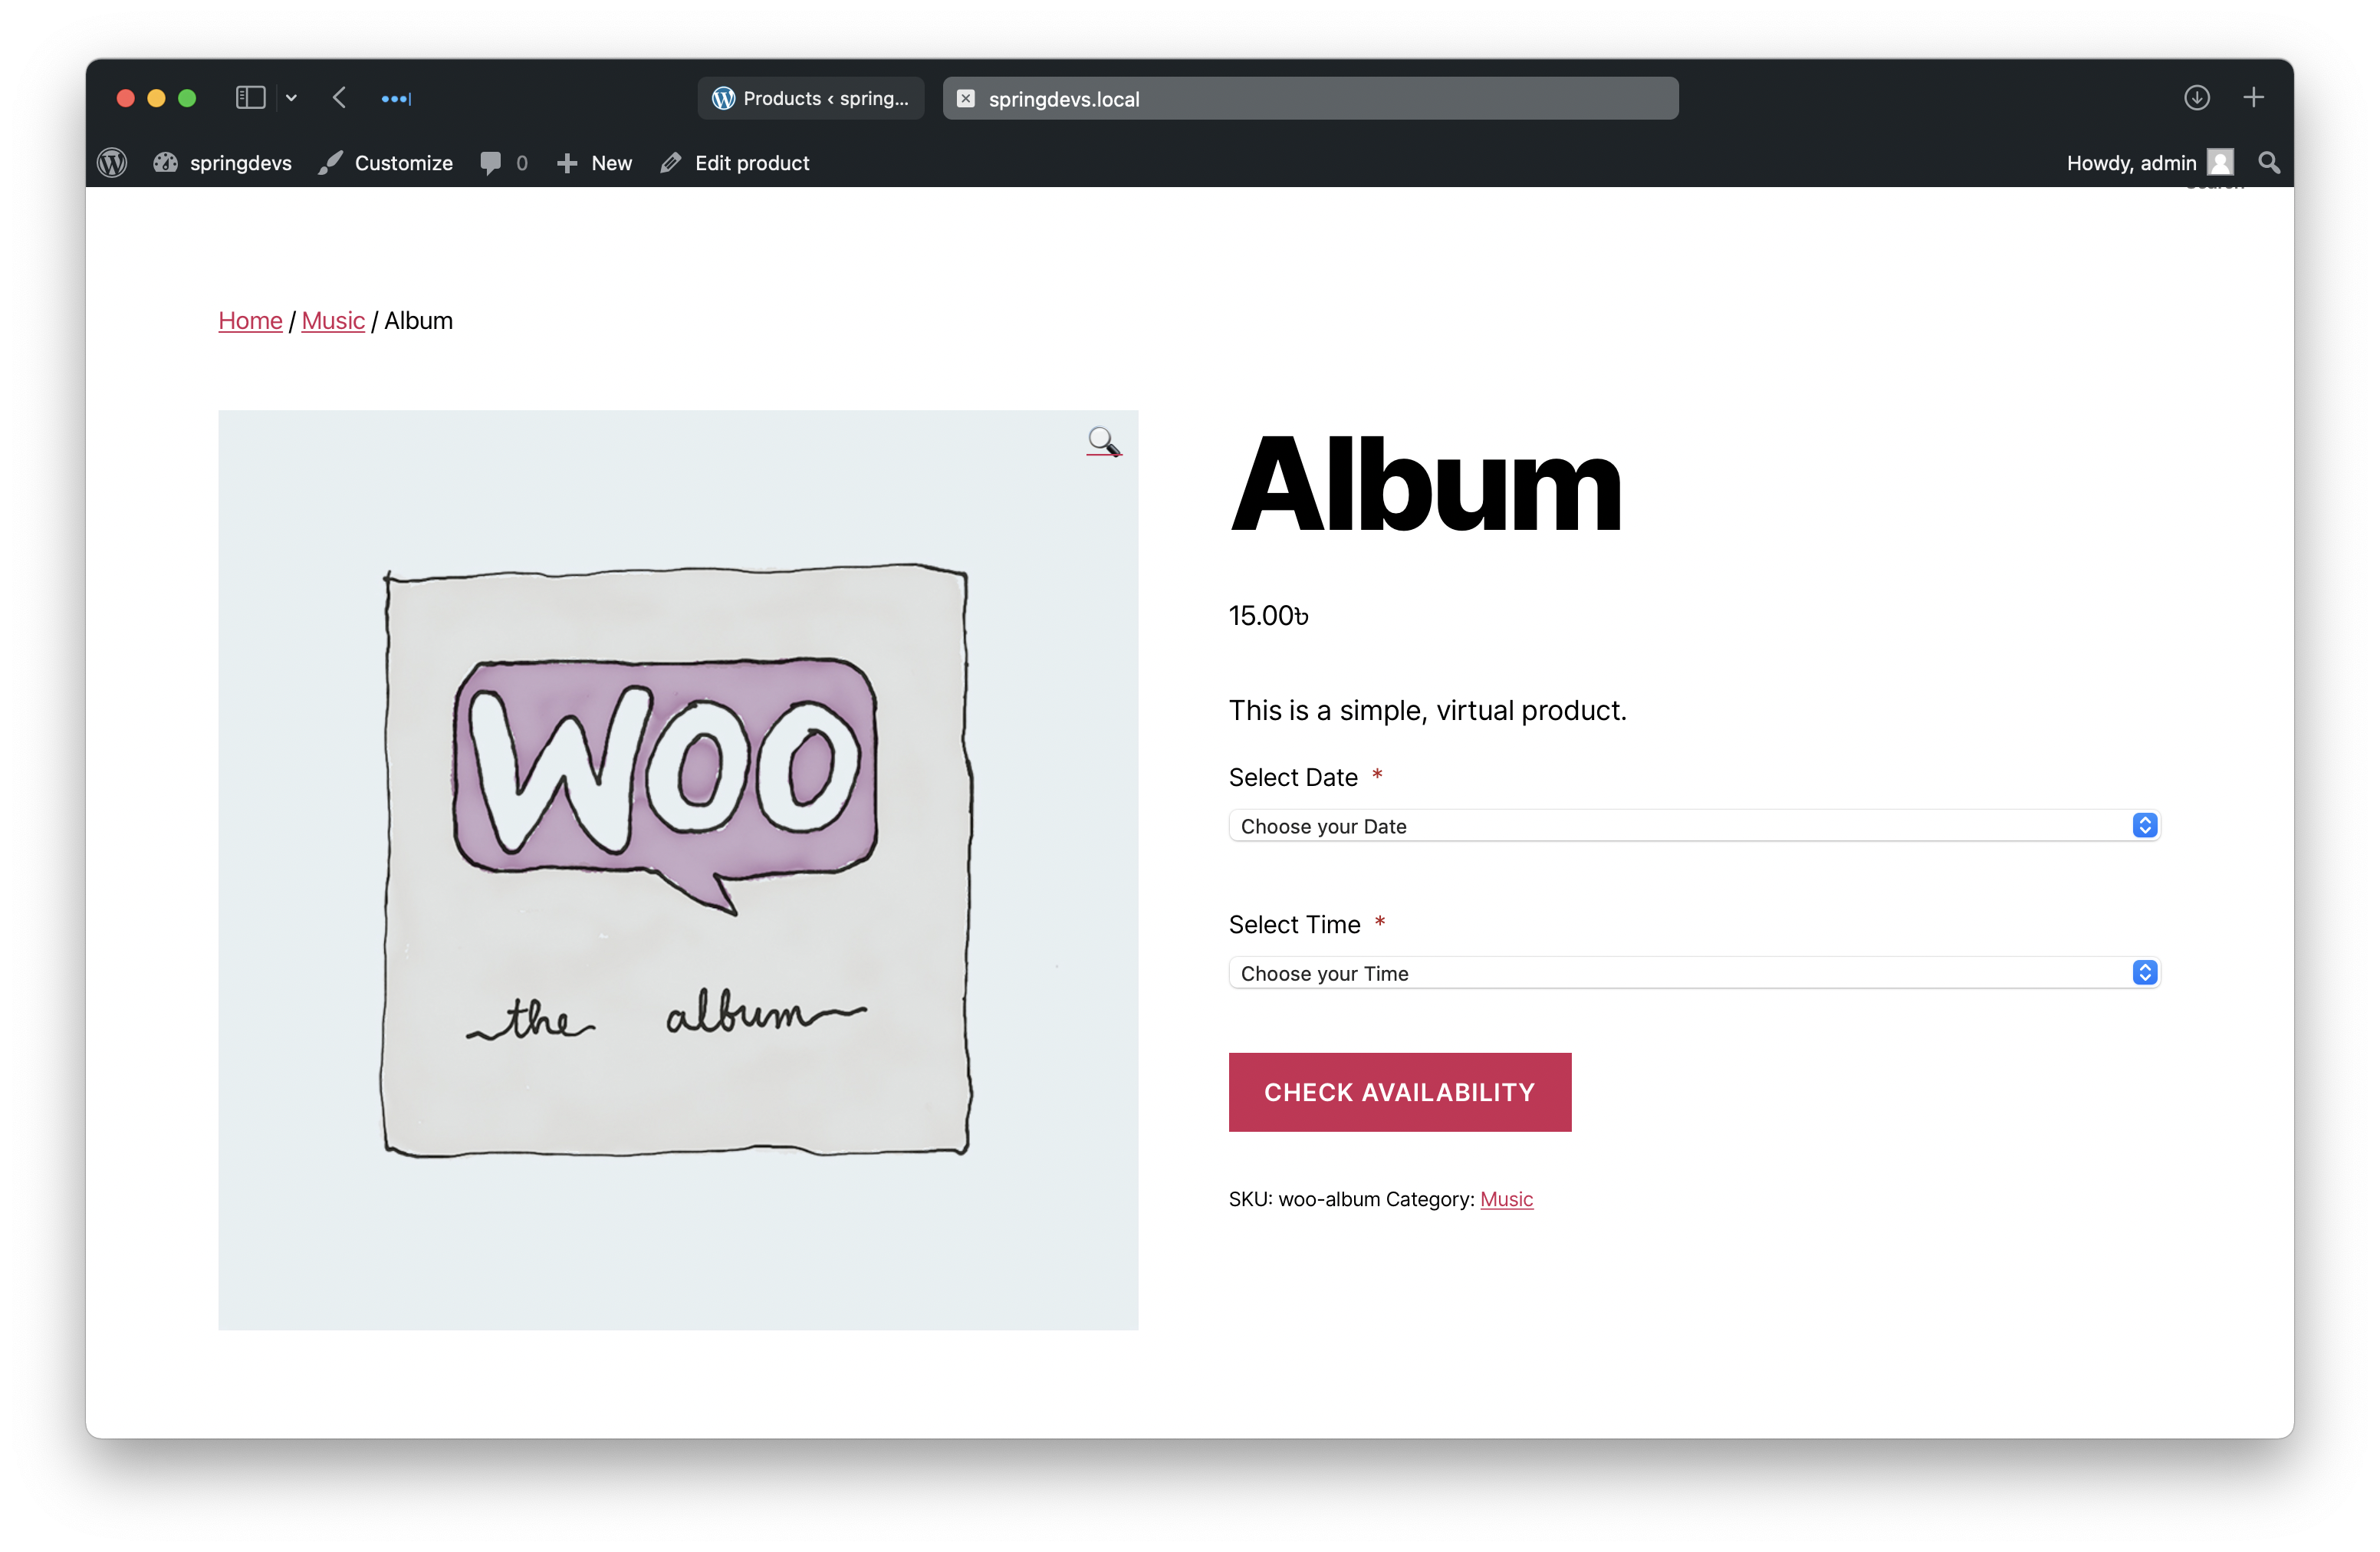 Products ‹ spring...
springdevs.local
springdevs Customize 0 New Edit product Howdy, admin
Home / Music / Album
Album
15.00৳
This is a simple, virtual product.
Select Date *
Choose your Date
Select Time *
Choose your Time
CHECK AVAILABILITY
SKU: woo-album Category: Music
WOO
the album